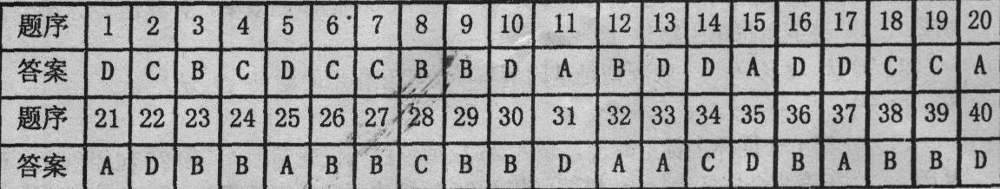 题序 1 2 3 4 5 6 7 8 9 10 11 12 13 14 15 16 17 18 19 20
答案 D C B C D C C B B D A B D D A D D C C A
题序 21 22 23 24 25 26 27 28 29 30 31 32 33 34 35 36 37 38 39 40
答案 A D B B A B B C B B D A A C D B A B B D